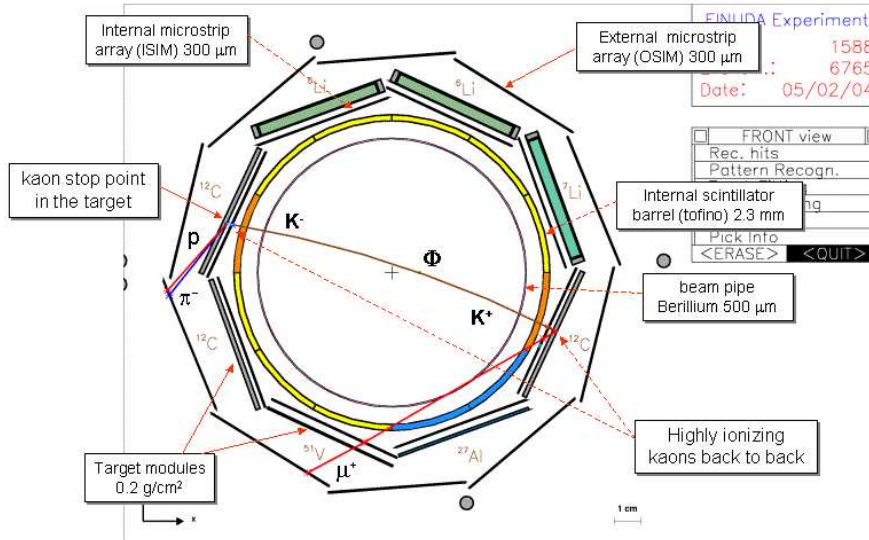 Internal microstrip
array (ISIM) 300 μm
External microstrip
array (OSIM) 300 μm
FINUDA Experiment
1588
6765
Date: 05/02/04
⁶Li
⁶Li
FRONT view
Rec. hits
Pattern Recogn.
Pick Info
<ERASE> <QUIT>
kaon stop point
in the target
¹²C
⁷Li
Internal scintillator
barrel (tofino) 2.3 mm
K⁻
p
Φ
π⁻
K⁺
beam pipe
Berillium 500 μm
¹²C
¹²C
Highly ionizing
kaons back to back
Target modules
0.2 g/cm²
⁵¹V
μ⁺
²⁷Al
x
1 cm